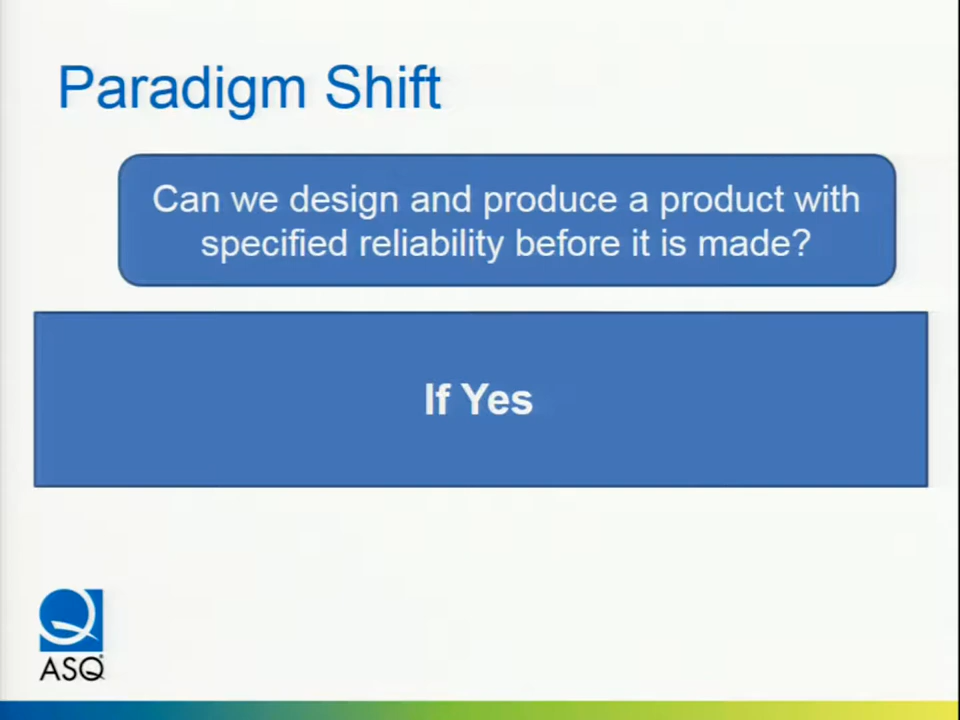 Paradigm Shift
Can we design and produce a product with
specified reliability before it is made?
If Yes
ASQ